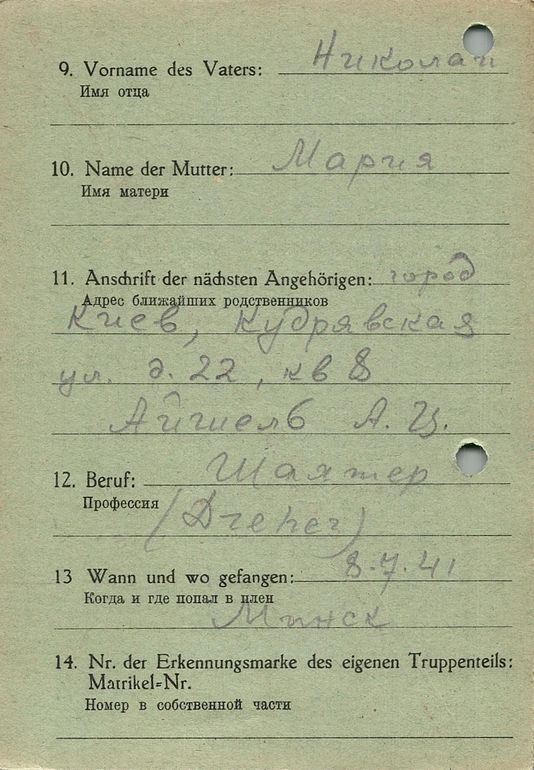 9. Vorname des Vaters: Николай
Имя отца
10. Name der Mutter: Мария
Имя матери
11. Anschrift der nächsten Angehörigen: город
Адрес ближайших родственников
Киев, Кудрявская
ул. д. 22, кв 8
А. Ц.
12. Beruf:
Профессия
(Dreher)
13 Wann und wo gefangen: 8.7.41
Когда и где попал в плен
Минск
14. Nr. der Erkennungsmarke des eigenen Truppenteils:
Matrikel=Nr.
Номер в собственной части